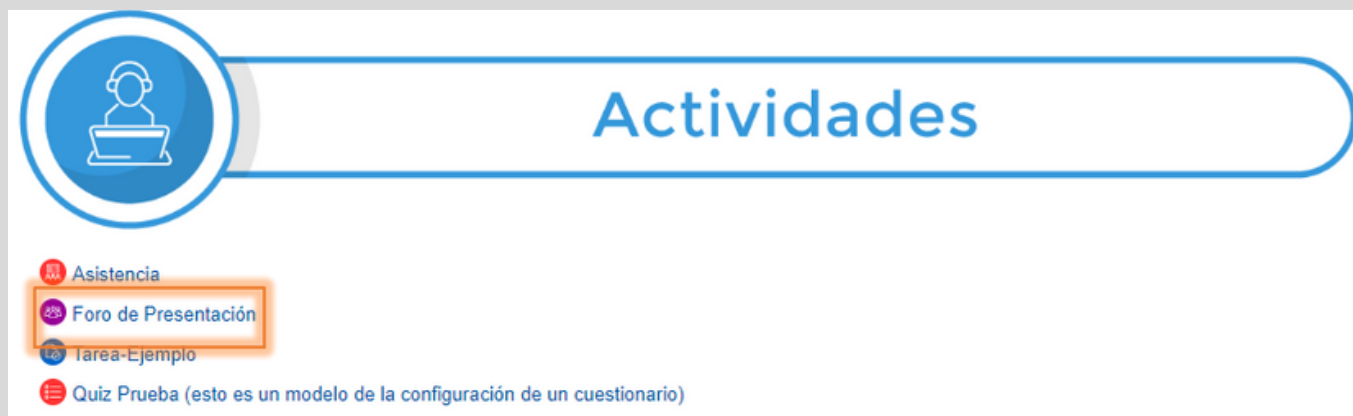 Actividades
Asistencia
Foro de Presentación
Tarea-Ejemplo
Quiz Prueba (esto es un modelo de la configuración de un cuestionario)